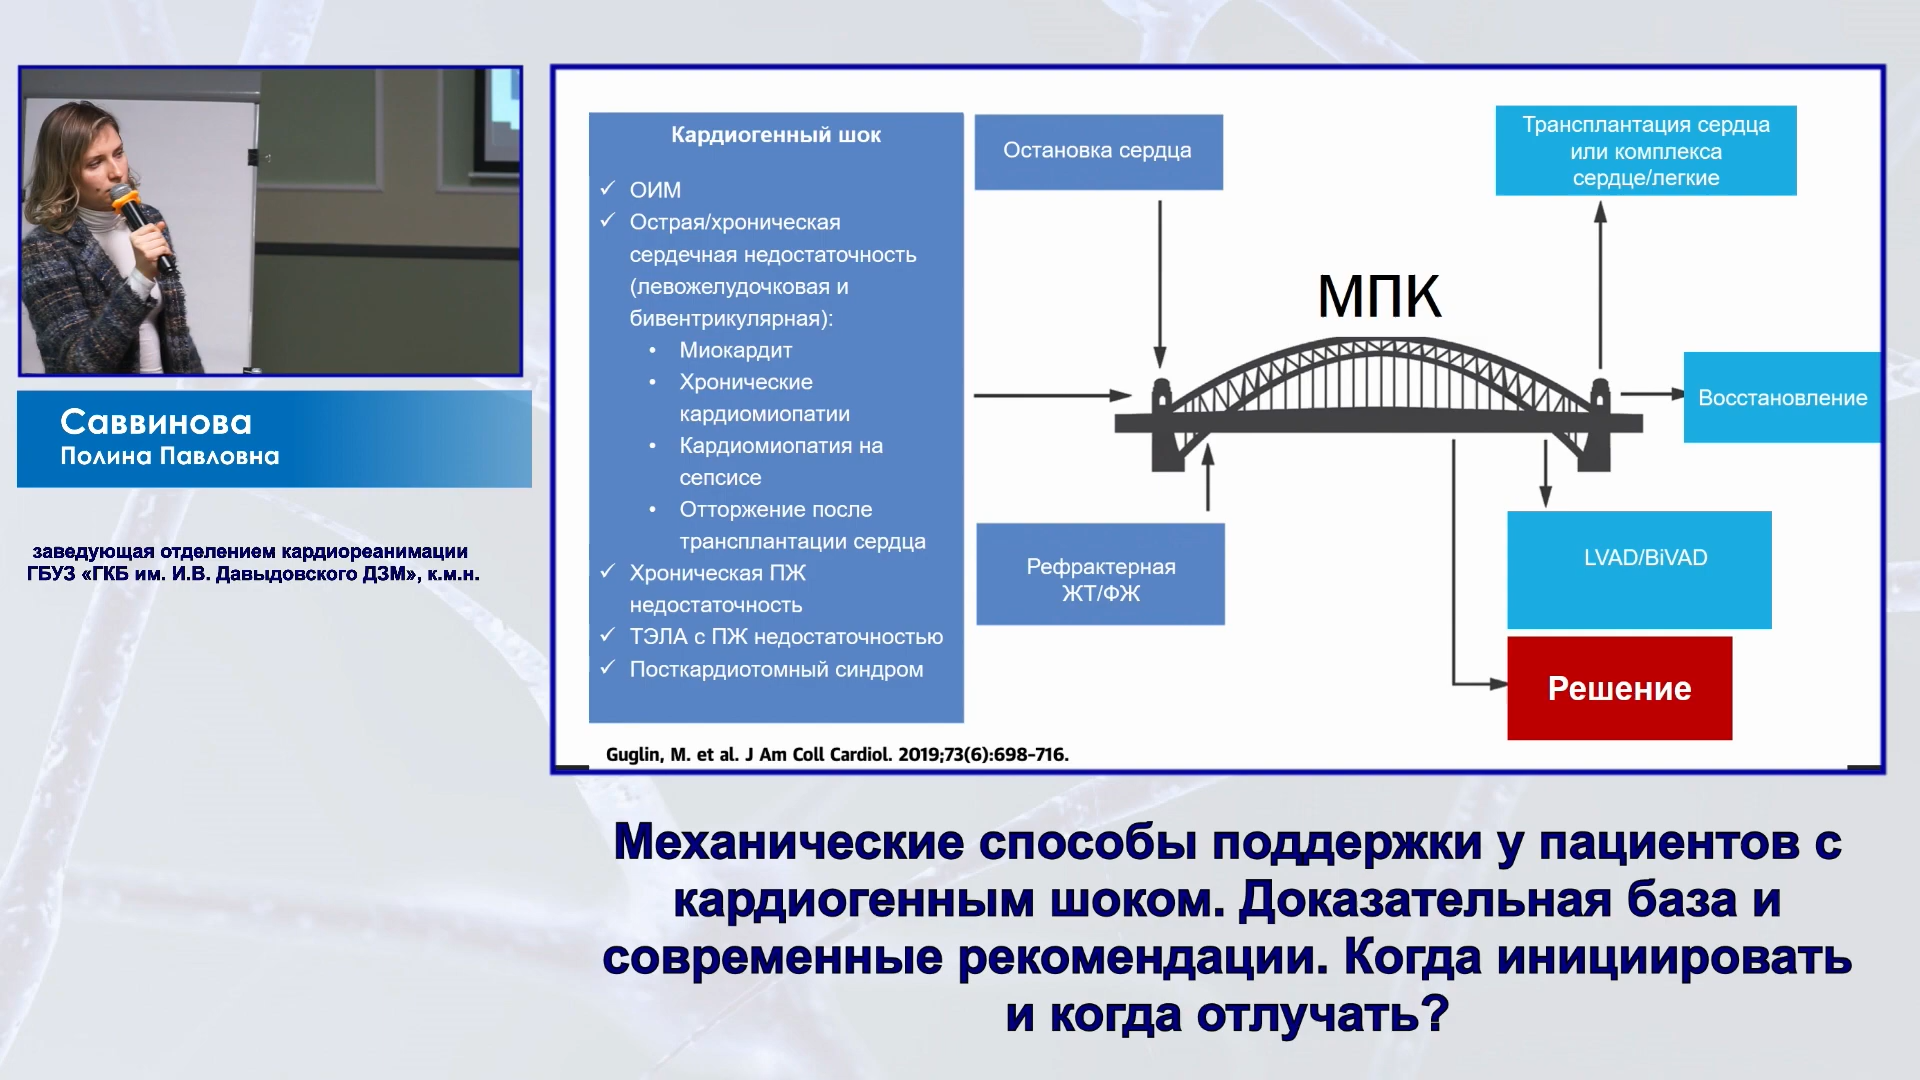 Саввинова
Полина Павловна
заведующая отделением кардиореанимации
ГБУЗ «ГКБ им. И.В. Давыдовского ДЗМ», к.м.н.
Кардиогенный шок
✓ ОИМ
✓ Острая/хроническая
сердечная недостаточность
(левожелудочковая и
бивентрикулярная):
• Миокардит
• Хронические
кардиомиопатии
• Кардиомиопатия на
сепсисе
• Отторжение после
трансплантации сердца
✓ Хроническая ПЖ
недостаточность
✓ ТЭЛА с ПЖ недостаточностью
✓ Посткардиотомный синдром
Остановка сердца
Рефрактерная
ЖТ/ФЖ
МПК
Трансплантация сердца
или комплекса
сердце/легкие
Восстановление
LVAD/BiVAD
Решение
Guglin, M. et al. J Am Coll Cardiol. 2019;73(6):698–716.
Механические способы поддержки у пациентов с
кардиогенным шоком. Доказательная база и
современные рекомендации. Когда инициировать
и когда отлучать?